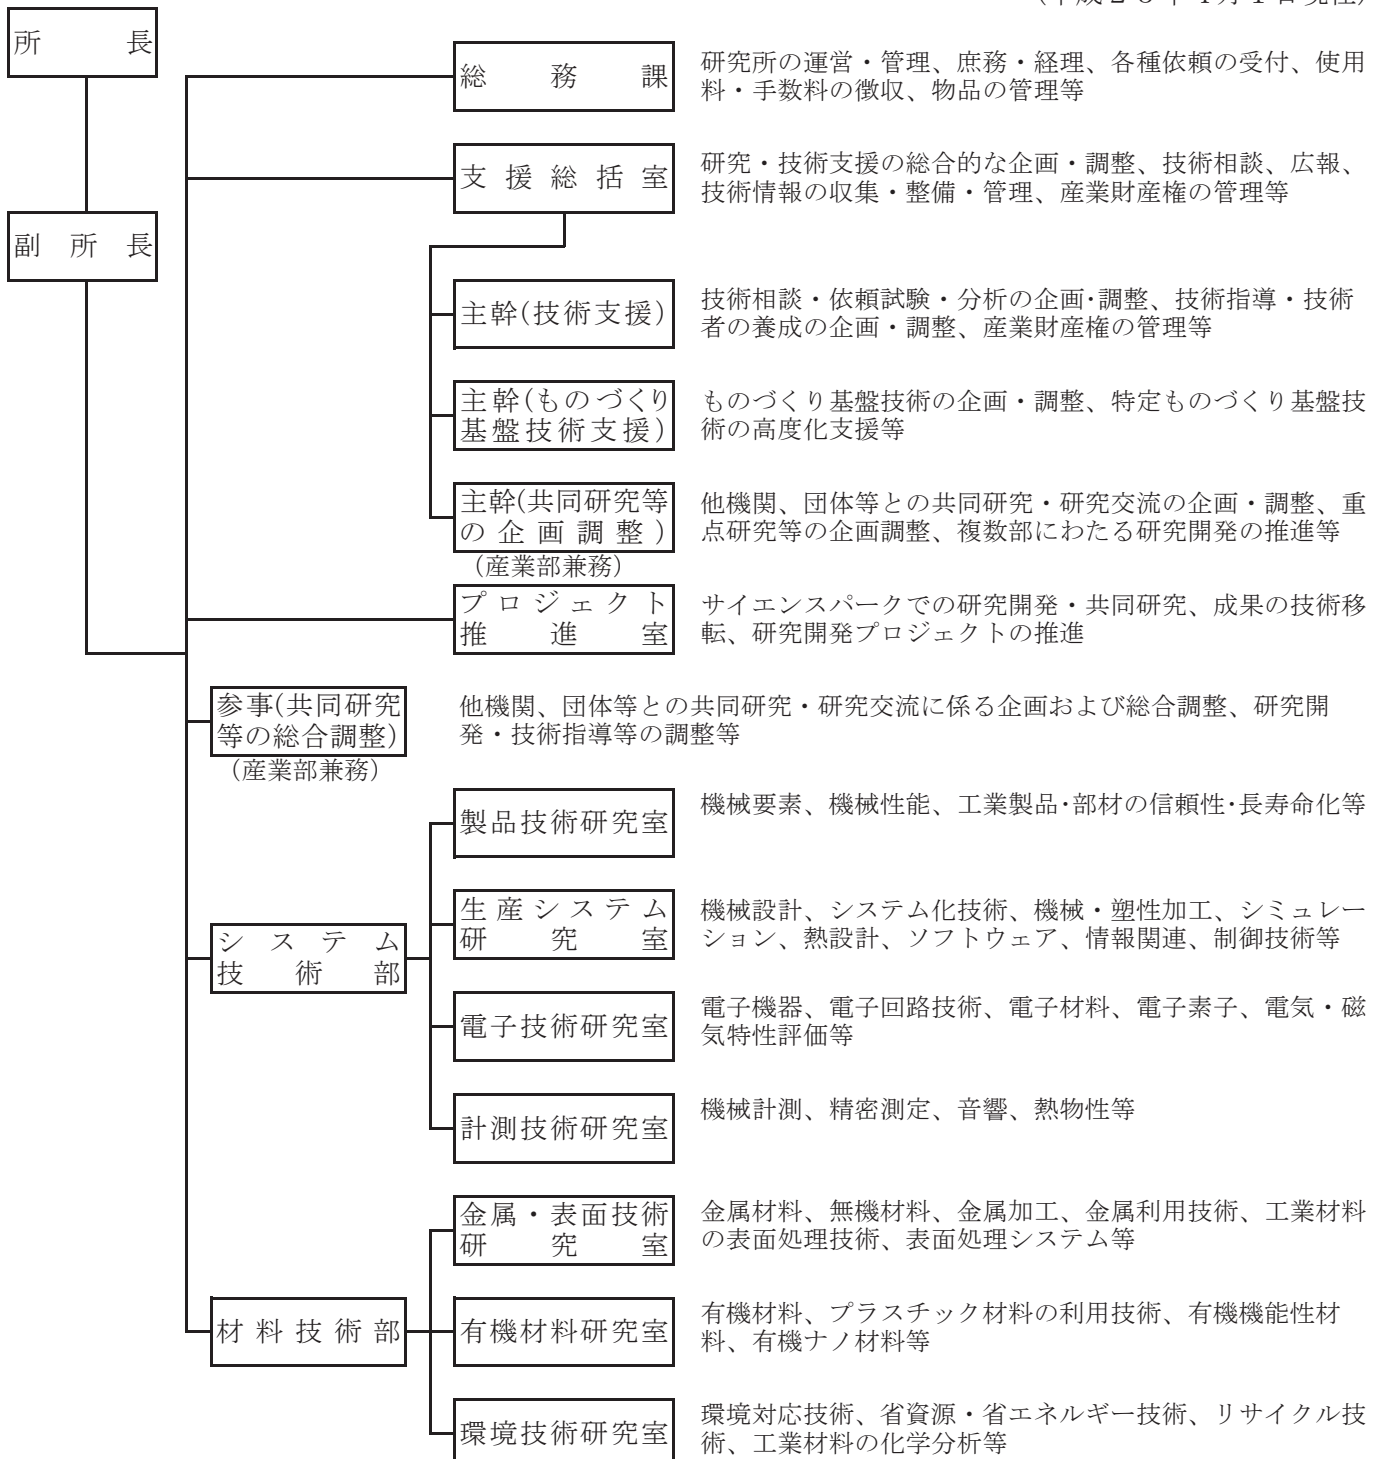 所長
総務課
研究所の運営・管理、庶務・経理、各種依頼の受付、使用
料・手数料の徴収、物品の管理等
支援総括室
研究・技術支援の総合的な企画・調整、技術相談、広報、
技術情報の収集・整備・管理、産業財産権の管理等
副所長
主幹(技術支援)
技術相談・依頼試験・分析の企画･調整、技術指導・技術
者の養成の企画・調整、産業財産権の管理等
主幹(ものづくり
基盤技術支援)
ものづくり基盤技術の企画・調整、特定ものづくり基盤技
術の高度化支援等
主幹(共同研究等
の企画調整)
(産業部兼務)
他機関、団体等との共同研究・研究交流の企画・調整、重
点研究等の企画調整、複数部にわたる研究開発の推進等
プロジェクト
推進室
サイエンスパークでの研究開発・共同研究、成果の技術移
転、研究開発プロジェクトの推進
参事(共同研究
等の総合調整)
(産業部兼務)
他機関、団体等との共同研究・研究交流に係る企画および総合調整、研究開
発・技術指導等の調整等
製品技術研究室
機械要素、機械性能、工業製品･部材の信頼性･長寿命化等
システム
技術部
生産システム
研究室
機械設計、システム化技術、機械・塑性加工、シミュレー
ション、熱設計、ソフトウェア、情報関連、制御技術等
電子技術研究室
電子機器、電子回路技術、電子材料、電子素子、電気・磁
気特性評価等
計測技術研究室
機械計測、精密測定、音響、熱物性等
金属・表面技術
研究室
金属材料、無機材料、金属加工、金属利用技術、工業材料
の表面処理技術、表面処理システム等
材料技術部
有機材料研究室
有機材料、プラスチック材料の利用技術、有機機能性材
料、有機ナノ材料等
環境技術研究室
環境対応技術、省資源・省エネルギー技術、リサイクル技
術、工業材料の化学分析等